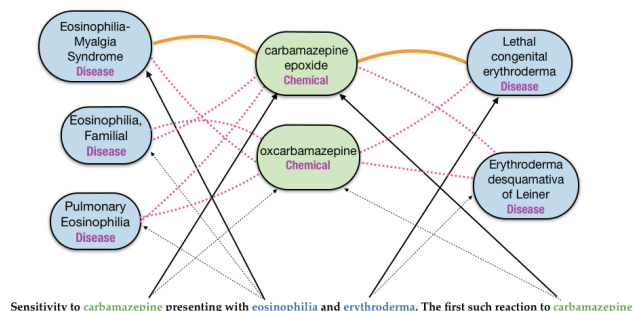 Eosinophilia-
Myalgia
Syndrome
Disease
carbamazepine
epoxide
Chemical
Lethal
congenital
erythroderma
Disease
Eosinophilia,
Familial
Disease
oxcarbamazepine
Chemical
Pulmonary
Eosinophilia
Disease
Erythroderma
desquamativa
of Leiner
Disease
Sensitivity to carbamazepine presenting with eosinophilia and erythroderma. The first such reaction to carbamazepine